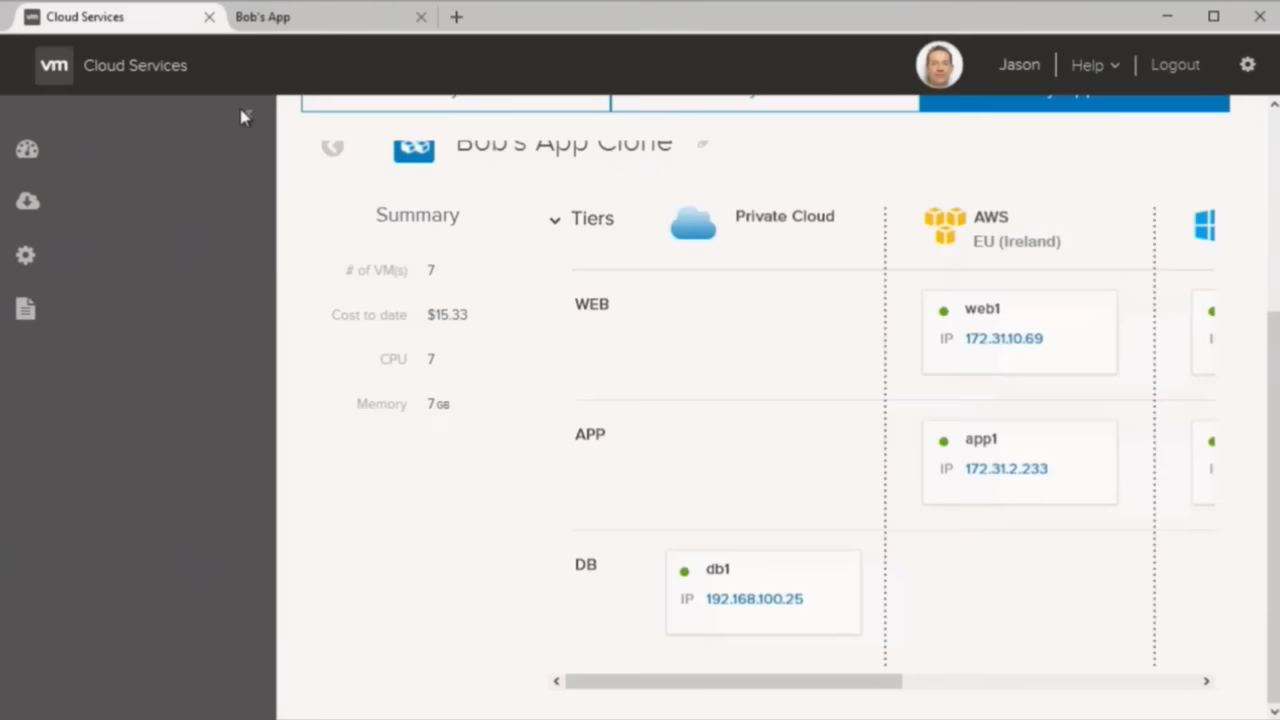 Cloud Services
Bob's App
vm Cloud Services
Jason Help Logout
Bob's App Clone
Summary
# of VM(s) 7
Cost to date $15.33
CPU 7
Memory 7 GB
Tiers
Private Cloud
AWS
EU (Ireland)
WEB
web1
IP 172.31.10.69
APP
app1
IP 172.31.2.233
DB
db1
IP 192.168.100.25